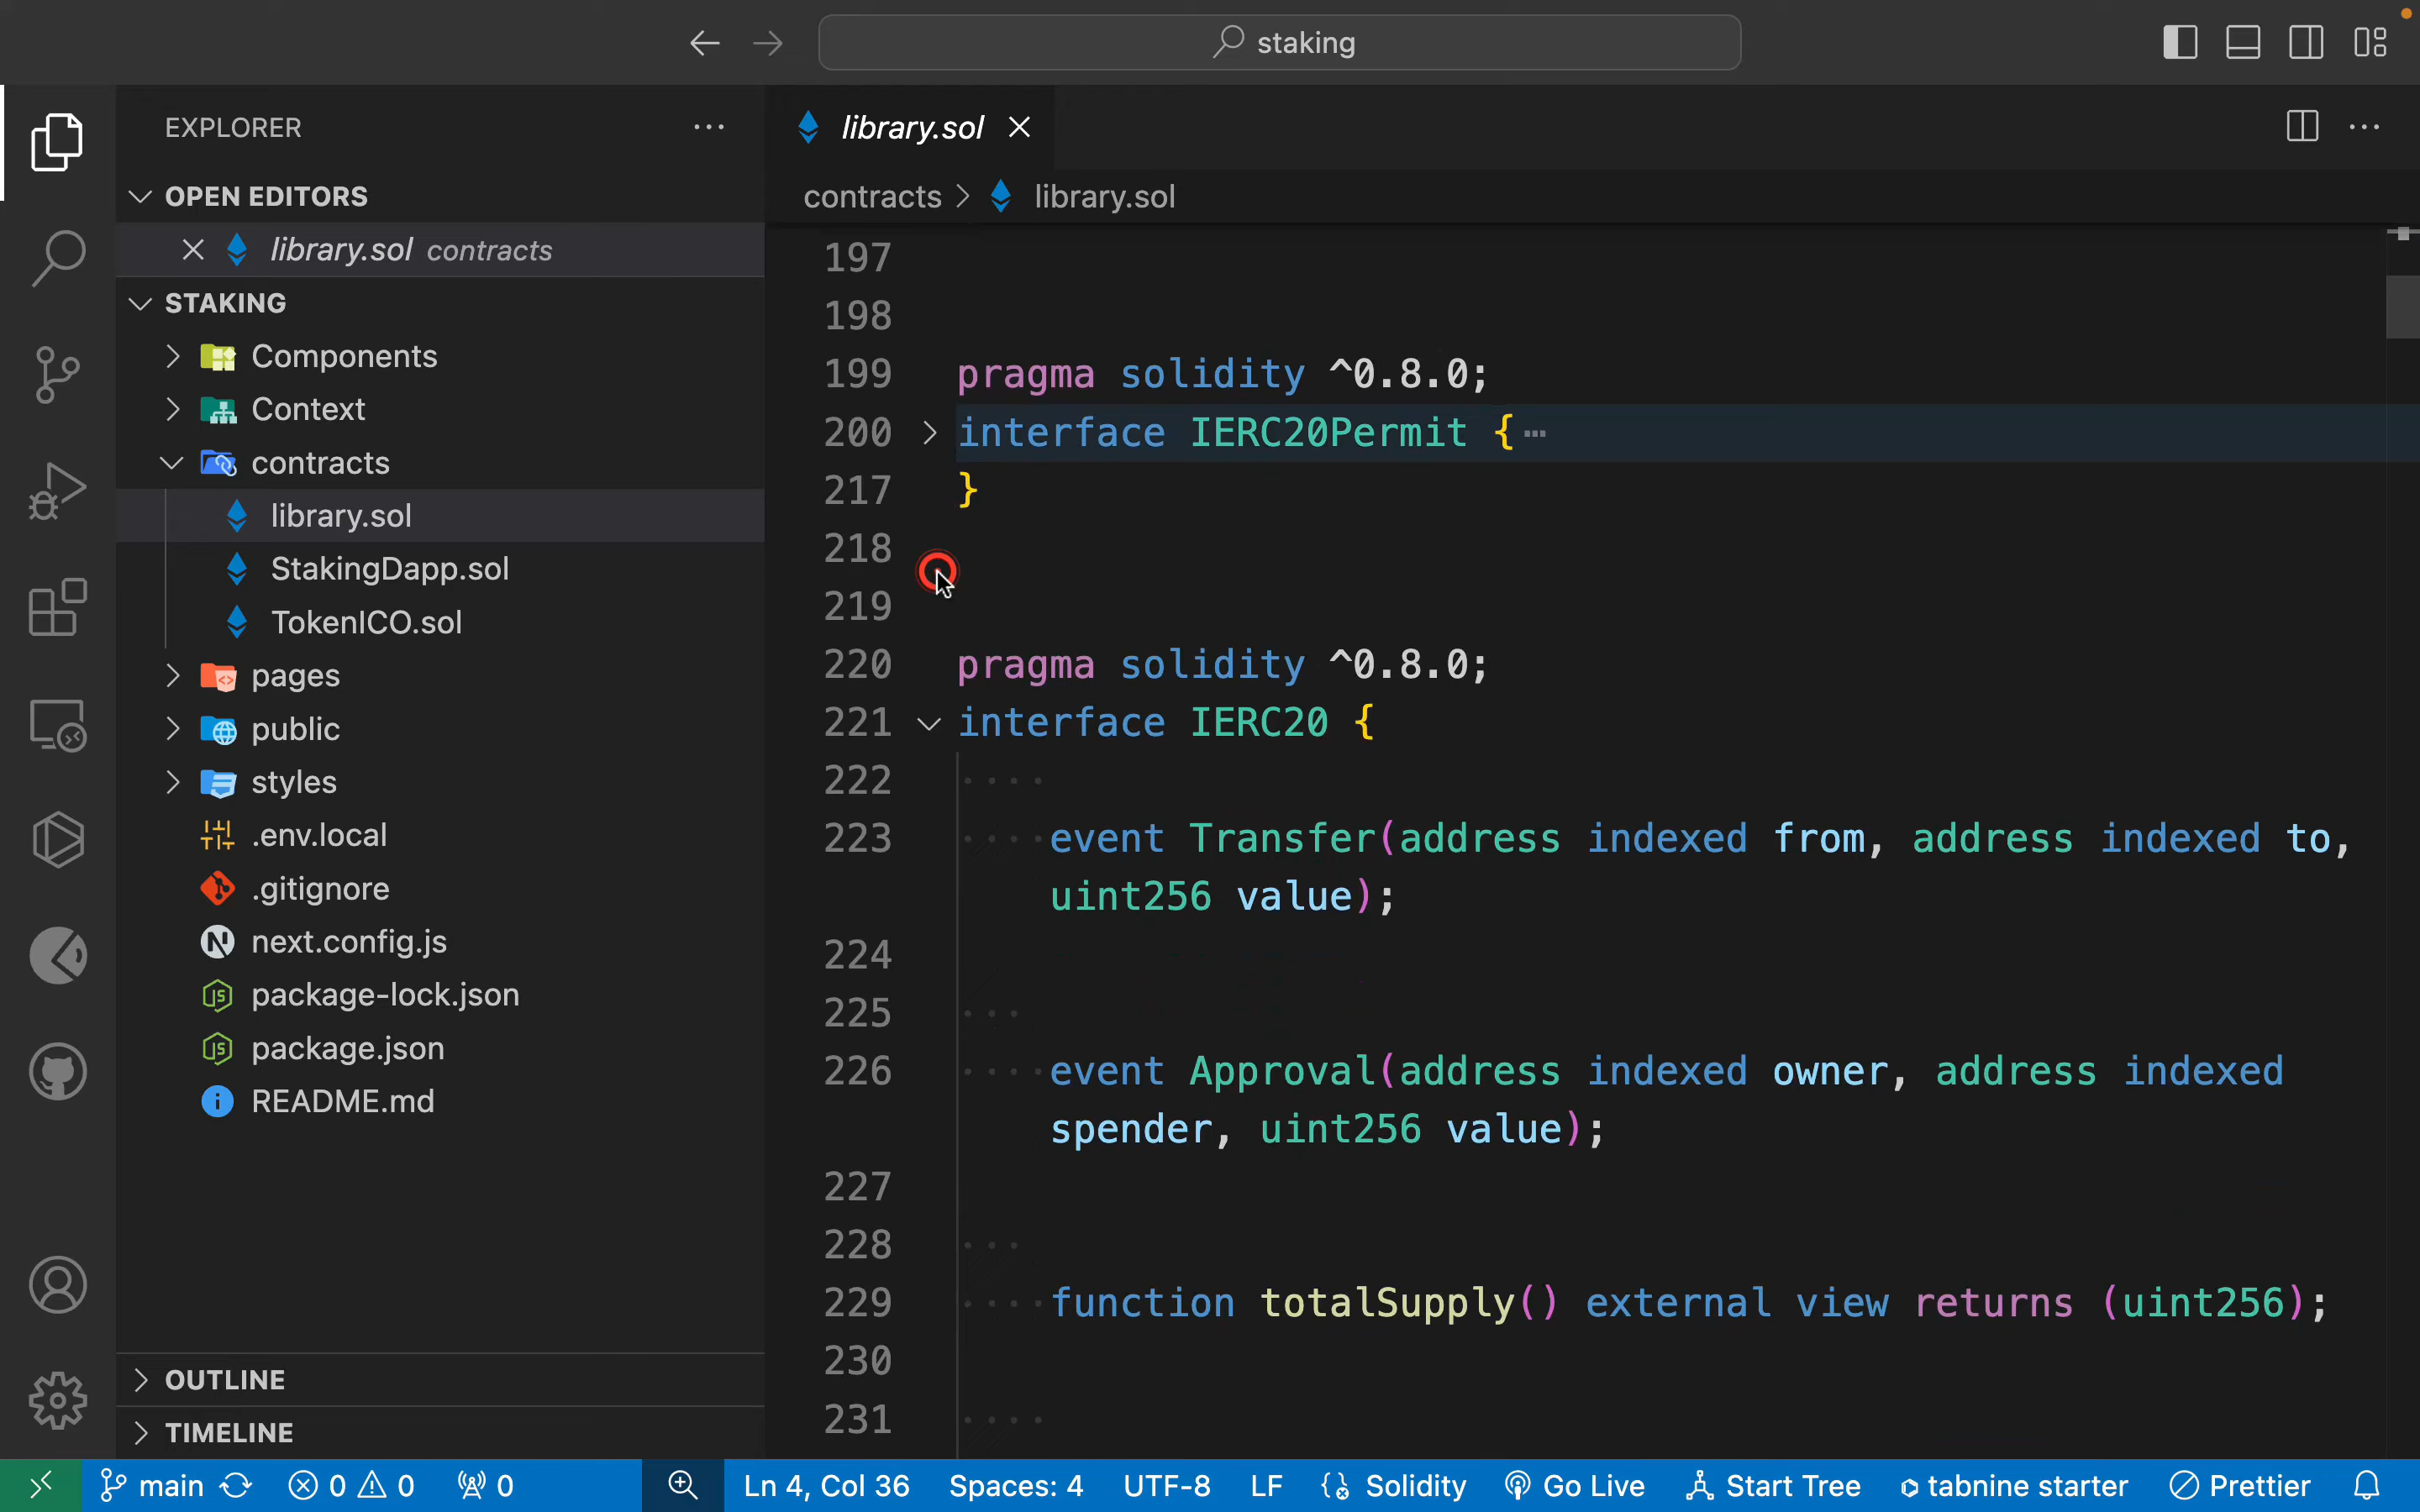 staking
EXPLORER
OPEN EDITORS
library.sol contracts
STAKING
Components
Context
contracts
library.sol
StakingDapp.sol
TokenICO.sol
pages
public
styles
.env.local
.gitignore
next.config.js
package-lock.json
package.json
README.md
OUTLINE
TIMELINE
library.sol
contracts > library.sol
197
198
199 pragma solidity ^0.8.0;
200 interface IERC20Permit {⋯
217 }
218
219
220 pragma solidity ^0.8.0;
221 interface IERC20 {
222
223 event Transfer(address indexed from, address indexed to,
uint256 value);
224
225
226 event Approval(address indexed owner, address indexed
spender, uint256 value);
227
228
229 function totalSupply() external view returns (uint256);
230
231
main 0 0 0 Ln 4, Col 36 Spaces: 4 UTF-8 LF Solidity Go Live Start Tree tabnine starter Prettier